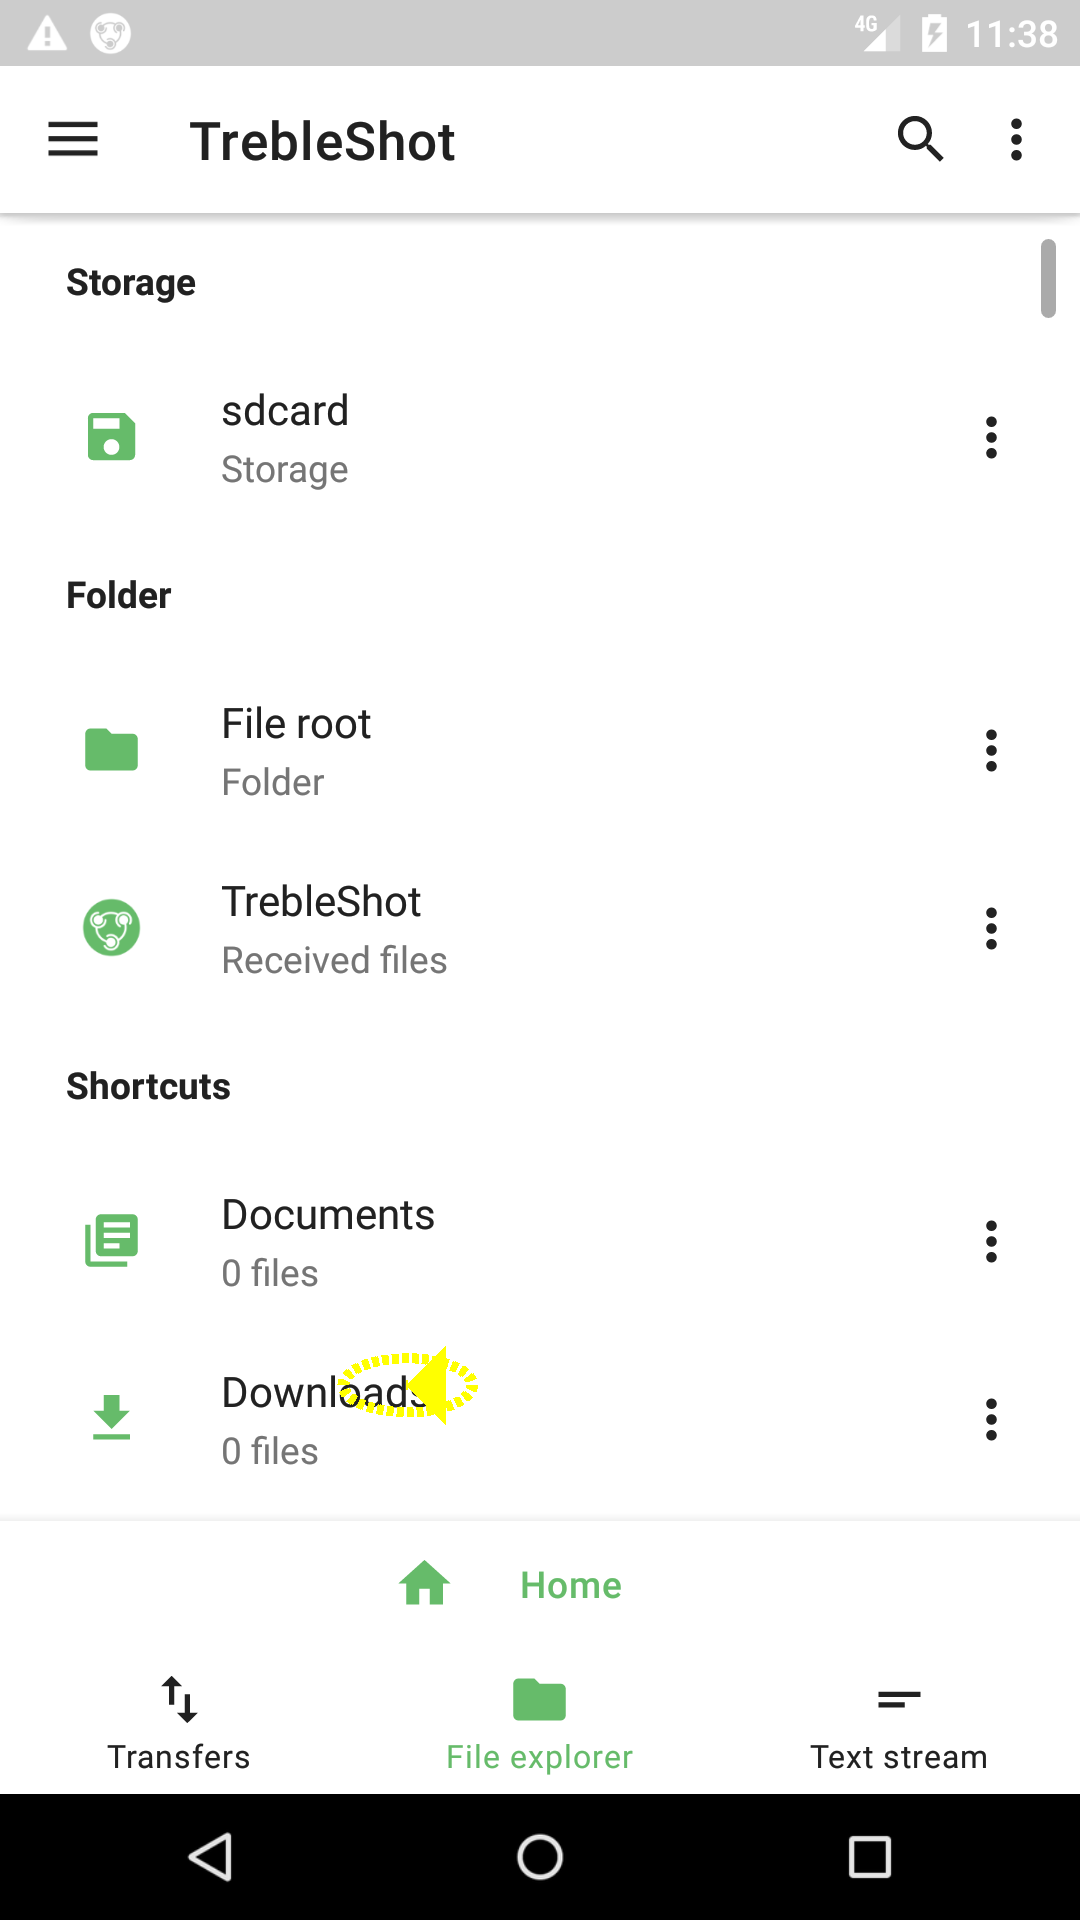 4G 11:38
TrebleShot
Storage
sdcard
Storage
Folder
File root
Folder
TrebleShot
Received files
Shortcuts
Documents
0 files
Downloads
0 files
Home
Transfers File explorer Text stream